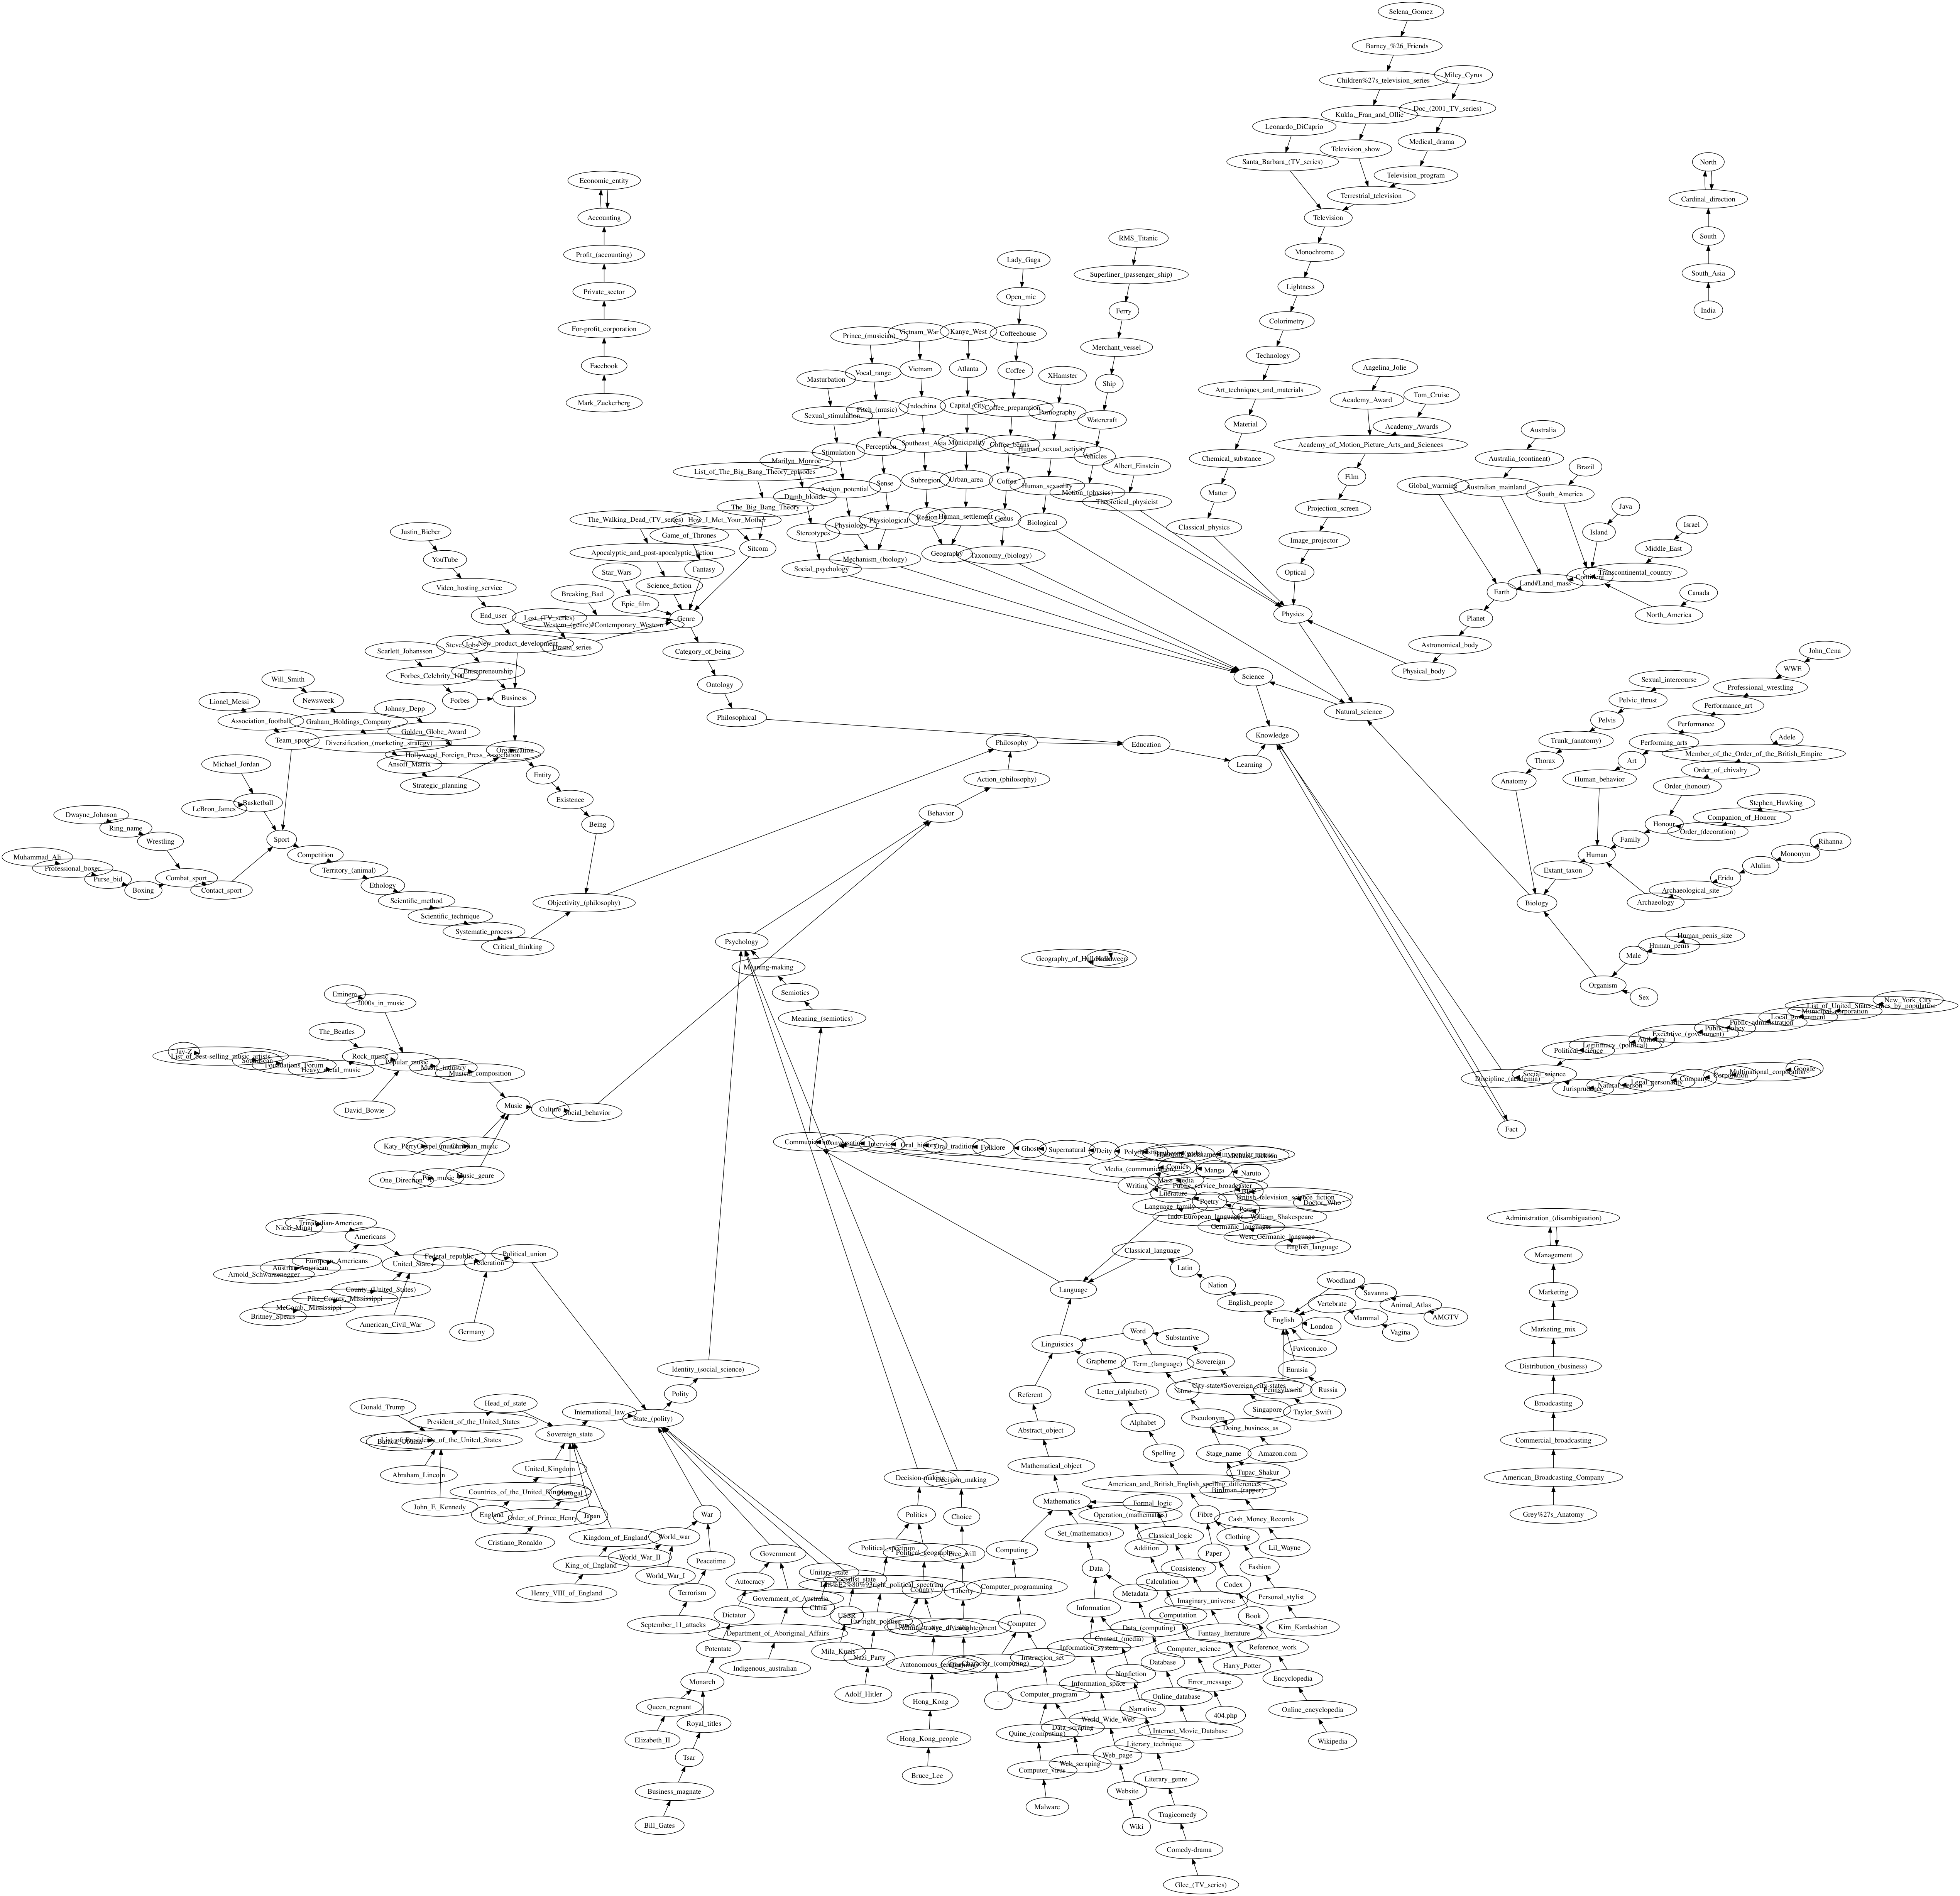 Selena_Gomez
Barney_%26_Friends
Children%27s_television_series
Miley_Cyrus
Doc_(2001_TV_series)
Kukla,_Fran_and_Ollie
Leonardo_DiCaprio
Medical_drama
Television_show
Santa_Barbara_(TV_series)
Television_program
Terrestrial_television
Television
Monochrome
Lightness
Colorimetry
Technology
Art_techniques_and_materials
Material
Chemical_substance
Matter
Classical_physics
North
Cardinal_direction
South
South_Asia
India
Economic_entity
Accounting
Profit_(accounting)
Private_sector
For-profit_corporation
Facebook
Mark_Zuckerberg
RMS_Titanic
Superliner_(passenger_ship)
Ferry
Merchant_vessel
Ship
Watercraft
Vehicles
Motion_(physics)
Lady_Gaga
Open_mic
Coffeehouse
Coffee
Coffee_preparation
Coffee_beans
Coffea
Genus
Taxonomy_(biology)
XHamster
Pornography
Human_sexual_activity
Human_sexuality
Biological
Albert_Einstein
Theoretical_physicist
Kanye_West
Atlanta
Capital_city
Municipality
Urban_area
Human_settlement
Vietnam_War
Vietnam
Indochina
Southeast_Asia
Subregion
Region
Geography
Prince_(musician)
Vocal_range
Pitch_(music)
Perception
Sense
Physiological
Masturbation
Sexual_stimulation
Stimulation
Action_potential
Physiology
Mechanism_(biology)
Marilyn_Monroe
Dumb_blonde
Stereotypes
Social_psychology
List_of_The_Big_Bang_Theory_episodes
The_Big_Bang_Theory
How_I_Met_Your_Mother
Sitcom
The_Walking_Dead_(TV_series)
Game_of_Thrones
Apocalyptic_and_post-apocalyptic_fiction
Fantasy
Star_Wars
Science_fiction
Breaking_Bad
Epic_film
Lost_(TV_series)
Western_(genre)#Contemporary_Western
Genre
Drama_series
Category_of_being
Ontology
Philosophical
Justin_Bieber
YouTube
Video_hosting_service
End_user
New_product_development
Steve_Jobs
Entrepreneurship
Scarlett_Johansson
Forbes_Celebrity_100
Forbes
Business
Will_Smith
Newsweek
Graham_Holdings_Company
Diversification_(marketing_strategy)
Ansoff_Matrix
Strategic_planning
Johnny_Depp
Golden_Globe_Award
Hollywood_Foreign_Press_Association
Organization
Entity
Existence
Being
Objectivity_(philosophy)
Lionel_Messi
Association_football
Team_sport
Michael_Jordan
Basketball
LeBron_James
Dwayne_Johnson
Ring_name
Wrestling
Sport
Muhammad_Ali
Professional_boxer
Purse_bid
Boxing
Combat_sport
Contact_sport
Competition
Territory_(animal)
Ethology
Scientific_method
Scientific_technique
Systematic_process
Critical_thinking
Angelina_Jolie
Academy_Award
Tom_Cruise
Academy_Awards
Academy_of_Motion_Picture_Arts_and_Sciences
Film
Projection_screen
Image_projector
Optical
Physics
Australia
Australia_(continent)
Australian_mainland
Global_warming
Brazil
South_America
Java
Island
Israel
Middle_East
Transcontinental_country
Continent
Land#Land_mass
Canada
North_America
Earth
Planet
Astronomical_body
Physical_body
Science
Natural_science
Knowledge
Learning
Education
Philosophy
Action_(philosophy)
Behavior
John_Cena
WWE
Professional_wrestling
Performance_art
Performance
Performing_arts
Art
Human_behavior
Sexual_intercourse
Pelvic_thrust
Pelvis
Trunk_(anatomy)
Thorax
Anatomy
Adele
Member_of_the_Order_of_the_British_Empire
Order_of_chivalry
Order_(honour)
Stephen_Hawking
Companion_of_Honour
Order_(decoration)
Honour
Family
Human
Rihanna
Mononym
Alulim
Eridu
Archaeological_site
Archaeology
Extant_taxon
Biology
Human_penis_size
Human_penis
Male
Organism
Sex
Psychology
Meaning-making
Semiotics
Meaning_(semiotics)
Halloween
New_York_City
List_of_United_States_cities_by_population
Municipal_corporation
Local_government
Public_administration
Public_policy
Executive_(government)
Authority
Legitimacy_(political)
Political_science
Social_science
Discipline_(academia)
Google
Multinational_corporation
Corporation
Company
Legal_personality
Natural_person
Jurisprudence
Fact
Eminem
2000s_in_music
The_Beatles
Rock_music
Popular_music
Jay-Z
List_of_best-selling_music_artists
Foundations_Forum
Heavy_metal_music
Music_industry
Musical_composition
David_Bowie
Music
Culture
Social_behavior
Katy_Perry
Gospel_music
Christian_music
One_Direction
Pop_music
Music_genre
Nicki_Minaj
Trinidadian-American
Americans
European_Americans
Austrian_American
Arnold_Schwarzenegger
United_States
Federal_republic
Federation
Political_union
County_(United_States)
Pike_County,_Mississippi
McComb,_Mississippi
Britney_Spears
American_Civil_War
Germany
Communication
Conversation
Interview
Oral_history
Oral_tradition
Folklore
Ghost
Supernatural
Deity
Michael_Jackson
Media_(communication)
Comics
Manga
Naruto
Mass_media
Public_service_broadcaster
BBC
British_television_science_fiction
Doctor_Who
Writing
Literature
Poetry
Poet
William_Shakespeare
Language_family
Indo-European_languages
Germanic_languages
West_Germanic_language
English_language
Classical_language
Latin
Nation
English_people
English
Language
Linguistics
Woodland
Savanna
Animal_Atlas
AMGTV
Vertebrate
Mammal
Vagina
London
Favicon.ico
Eurasia
Russia
Pennsylvania
Taylor_Swift
Word
Substantive
Sovereign
City-state#Sovereign_city-states
Singapore
Term_(language)
Name
Pseudonym
Doing_business_as
Amazon.com
Stage_name
Tupac_Shakur
Birdman_(rapper)
Cash_Money_Records
Lil_Wayne
Grapheme
Letter_(alphabet)
Alphabet
Spelling
American_and_British_English_spelling_differences
Fibre
Clothing
Fashion
Personal_stylist
Kim_Kardashian
Paper
Codex
Book
Reference_work
Encyclopedia
Online_encyclopedia
Wikipedia
Referent
Abstract_object
Mathematical_object
Mathematics
Formal_logic
Operation_(mathematics)
Classical_logic
Addition
Consistency
Calculation
Imaginary_universe
Computation
Fantasy_literature
Computer_science
Harry_Potter
Error_message
404.php
Set_(mathematics)
Data
Metadata
Information
Data_(computing)
Content_(media)
Database
Information_system
Nonfiction
Online_database
Internet_Movie_Database
Information_space
Narrative
World_Wide_Web
Literary_technique
Web_page
Literary_genre
Website
Tragicomedy
Wiki
Comedy-drama
Glee_(TV_series)
Computing
Computer_programming
Computer
Instruction_set
Character_(computing)
-
Computer_program
Data_scraping
Quine_(computing)
Web_scraping
Computer_virus
Malware
Administration_(disambiguation)
Management
Marketing
Marketing_mix
Distribution_(business)
Broadcasting
Commercial_broadcasting
American_Broadcasting_Company
Grey%27s_Anatomy
Identity_(social_science)
Polity
State_(polity)
International_law
Sovereign_state
Head_of_state
President_of_the_United_States
Donald_Trump
List_of_Presidents_of_the_United_States
Barack_Obama
Abraham_Lincoln
John_F._Kennedy
United_Kingdom
Countries_of_the_United_Kingdom
England
Portugal
Order_of_Prince_Henry
Cristiano_Ronaldo
Japan
Kingdom_of_England
King_of_England
Henry_VIII_of_England
War
World_war
World_War_II
World_War_I
Peacetime
Terrorism
September_11_attacks
Government
Autocracy
Dictator
Potentate
Monarch
Queen_regnant
Elizabeth_II
Royal_titles
Tsar
Business_magnate
Bill_Gates
Government_of_Australia
Department_of_Aboriginal_Affairs
Indigenous_australian
Unitary_state
China
Socialist_state
USSR
Mila_Kunis
Decision-making
Decision_making
Politics
Choice
Political_spectrum
Political_geography
Free_will
Country
Liberty
Far-right_politics
Nazi_Party
Adolf_Hitler
Administrative_division
Age_of_Enlightenment
Autonomous_territory
Hong_Kong
Hong_Kong_people
Bruce_Lee